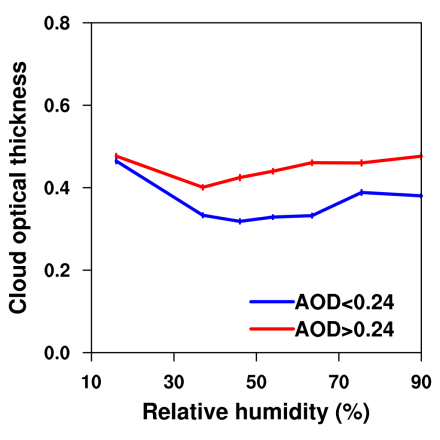 0.8
0.6
0.4
0.2
0.0
Cloud optical thickness
AOD<0.24
AOD>0.24
10 30 50 70 90
Relative humidity (%)